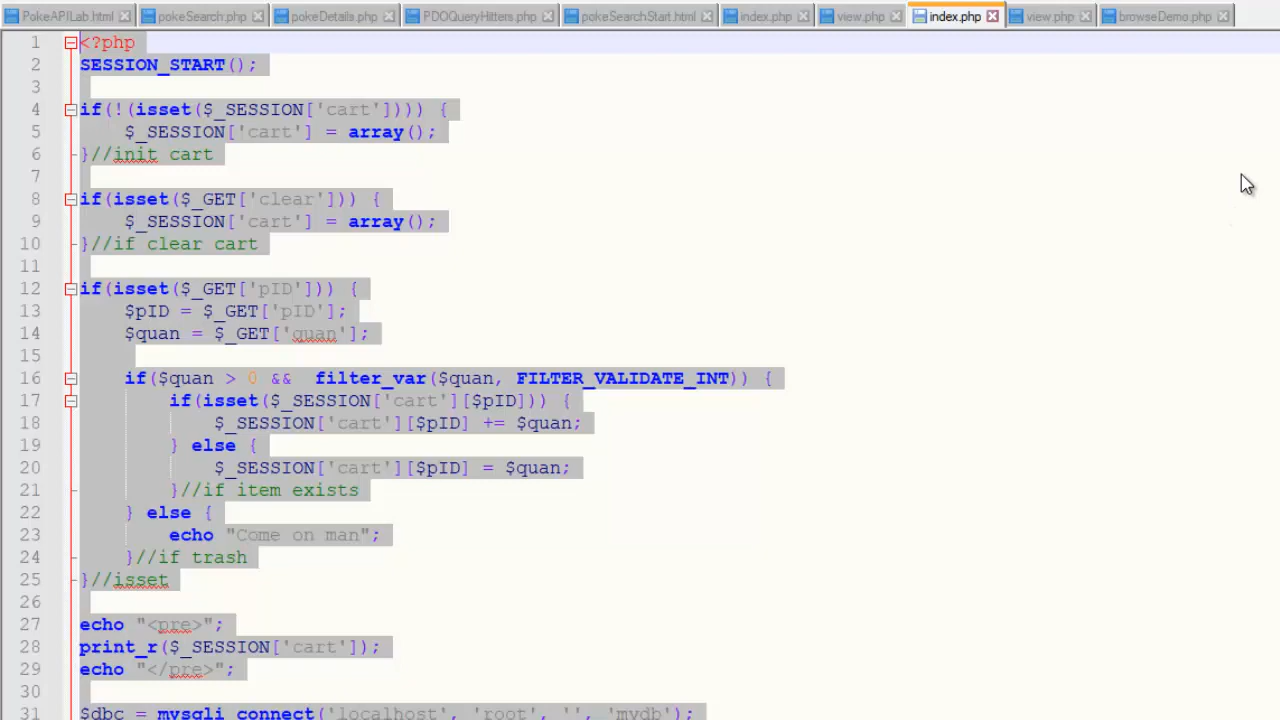 PokeAPILab.html pokeSearch.php pokeDetails.php PDOQueryHitters.php pokeSearchStart.html index.php view.php index.php view.php browseDemo.php
1 <?php
2 SESSION_START();
3
4 if(!(isset($_SESSION['cart']))) {
5 $_SESSION['cart'] = array();
6 }//init cart
7
8 if(isset($_GET['clear'])) {
9 $_SESSION['cart'] = array();
10 }//if clear cart
11
12 if(isset($_GET['pID'])) {
13 $pID = $_GET['pID'];
14 $quan = $_GET['quan'];
15
16 if($quan > 0 && filter_var($quan, FILTER_VALIDATE_INT)) {
17 if(isset($_SESSION['cart'][$pID])) {
18 $_SESSION['cart'][$pID] += $quan;
19 } else {
20 $_SESSION['cart'][$pID] = $quan;
21 }//if item exists
22 } else {
23 echo "Come on man";
24 }//if trash
25 }//isset
26
27 echo "<pre>";
28 print_r($_SESSION['cart']);
29 echo "</pre>";
30
31 $dbc = mysqli_connect('localhost', 'root', '', 'mydb');